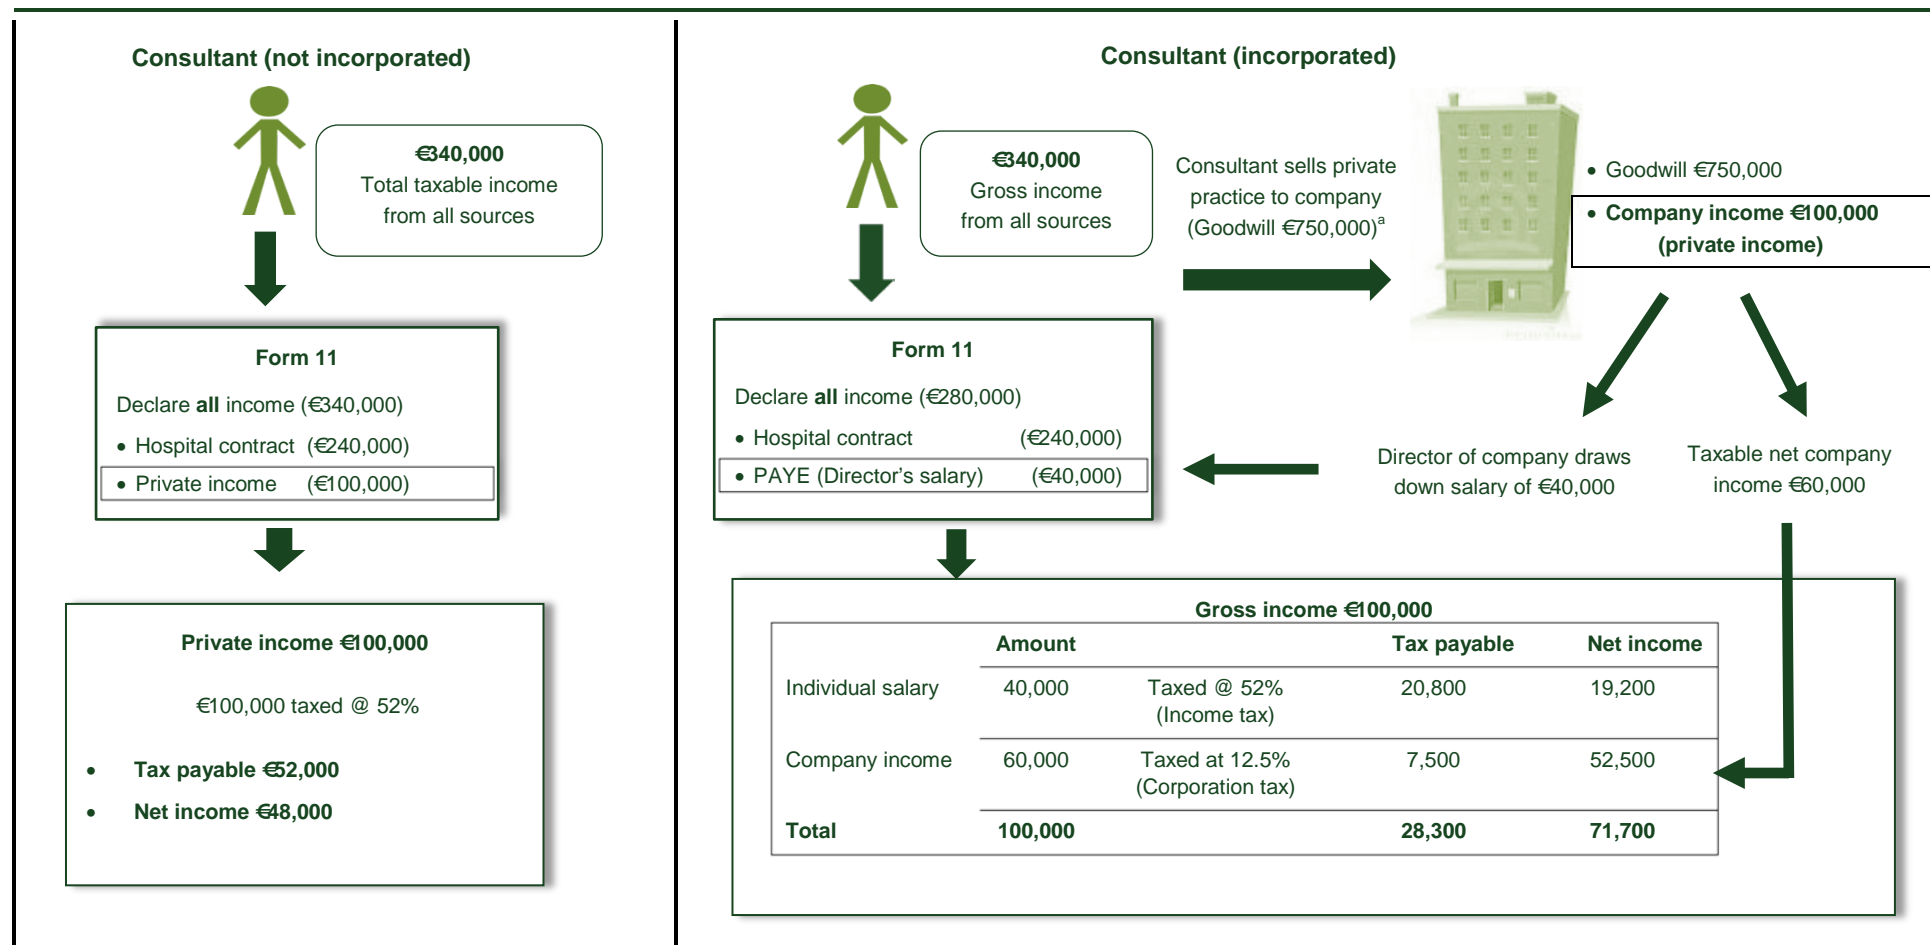 Consultant (not incorporated)
€340,000
Total taxable income
from all sources
Form 11
Declare all income (€340,000)
• Hospital contract (€240,000)
• Private income (€100,000)
Private income €100,000
€100,000 taxed @ 52%
• Tax payable €52,000
• Net income €48,000
Consultant (incorporated)
€340,000
Gross income
from all sources
Consultant sells private
practice to company
(Goodwill €750,000)a
• Goodwill €750,000
• Company income €100,000
(private income)
Form 11
Declare all income (€280,000)
• Hospital contract (€240,000)
• PAYE (Director's salary) (€40,000)
Director of company draws
down salary of €40,000
Taxable net company
income €60,000
Gross income €100,000
Amount Tax payable Net income
Individual salary 40,000 Taxed @ 52% 20,800 19,200
(Income tax)
Company income 60,000 Taxed at 12.5% 7,500 52,500
(Corporation tax)
Total 100,000 28,300 71,700